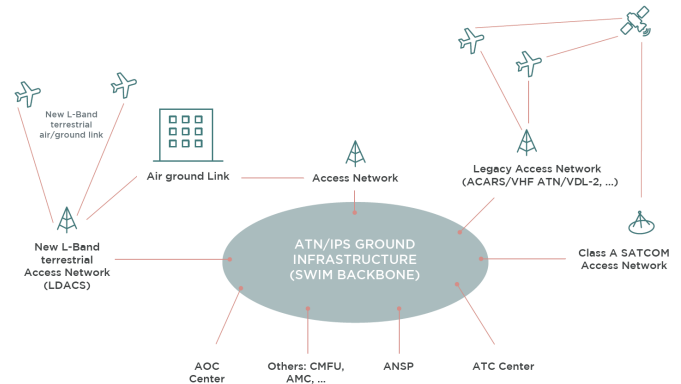 New L-Band
terrestrial
air/ground link
Air ground Link
Access Network
Legacy Access Network
(ACARS/VHF ATN/VDL-2, ...)
New L-Band
terrestrial
Access Network
(LDACS)
ATN/IPS GROUND
INFRASTRUCTURE
(SWIM BACKBONE)
Class A SATCOM
Access Network
AOC
Center
Others: CMFU,
AMC, ...
ANSP
ATC Center